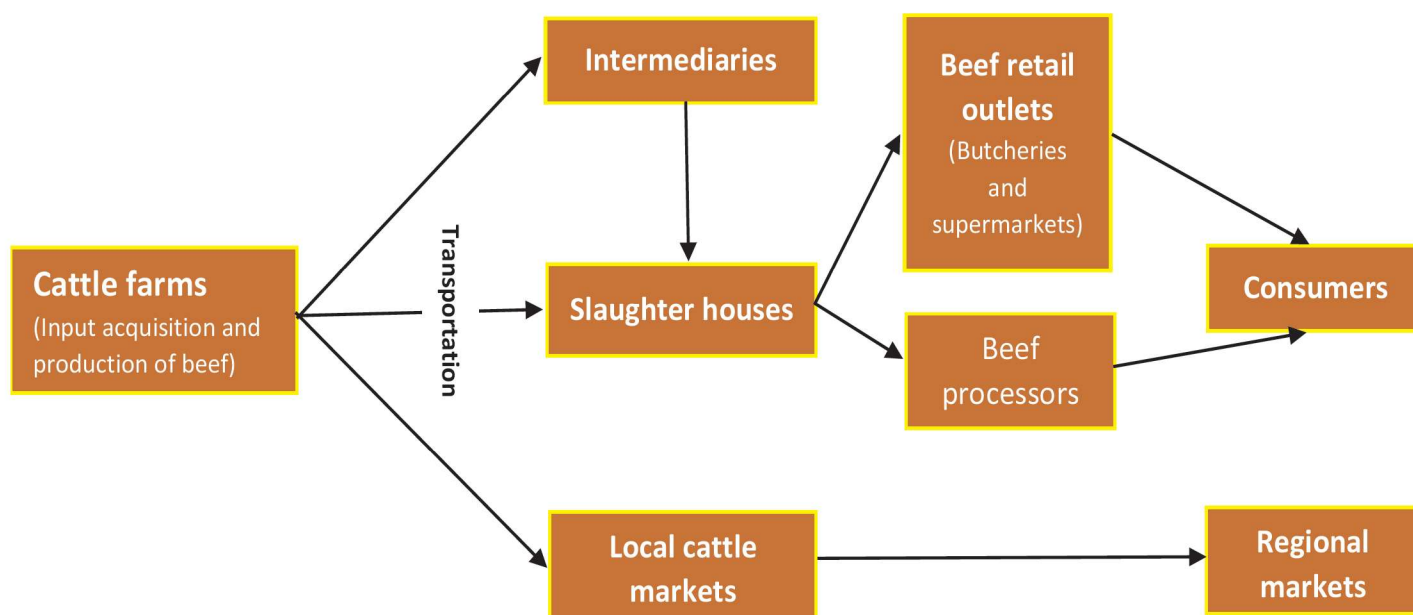 Intermediaries
Beef retail
outlets
(Butcheries
and
supermarkets)
Transportation
Cattle farms
(Input acquisition and
production of beef)
Slaughter houses
Consumers
Beef
processors
Local cattle
markets
Regional
markets